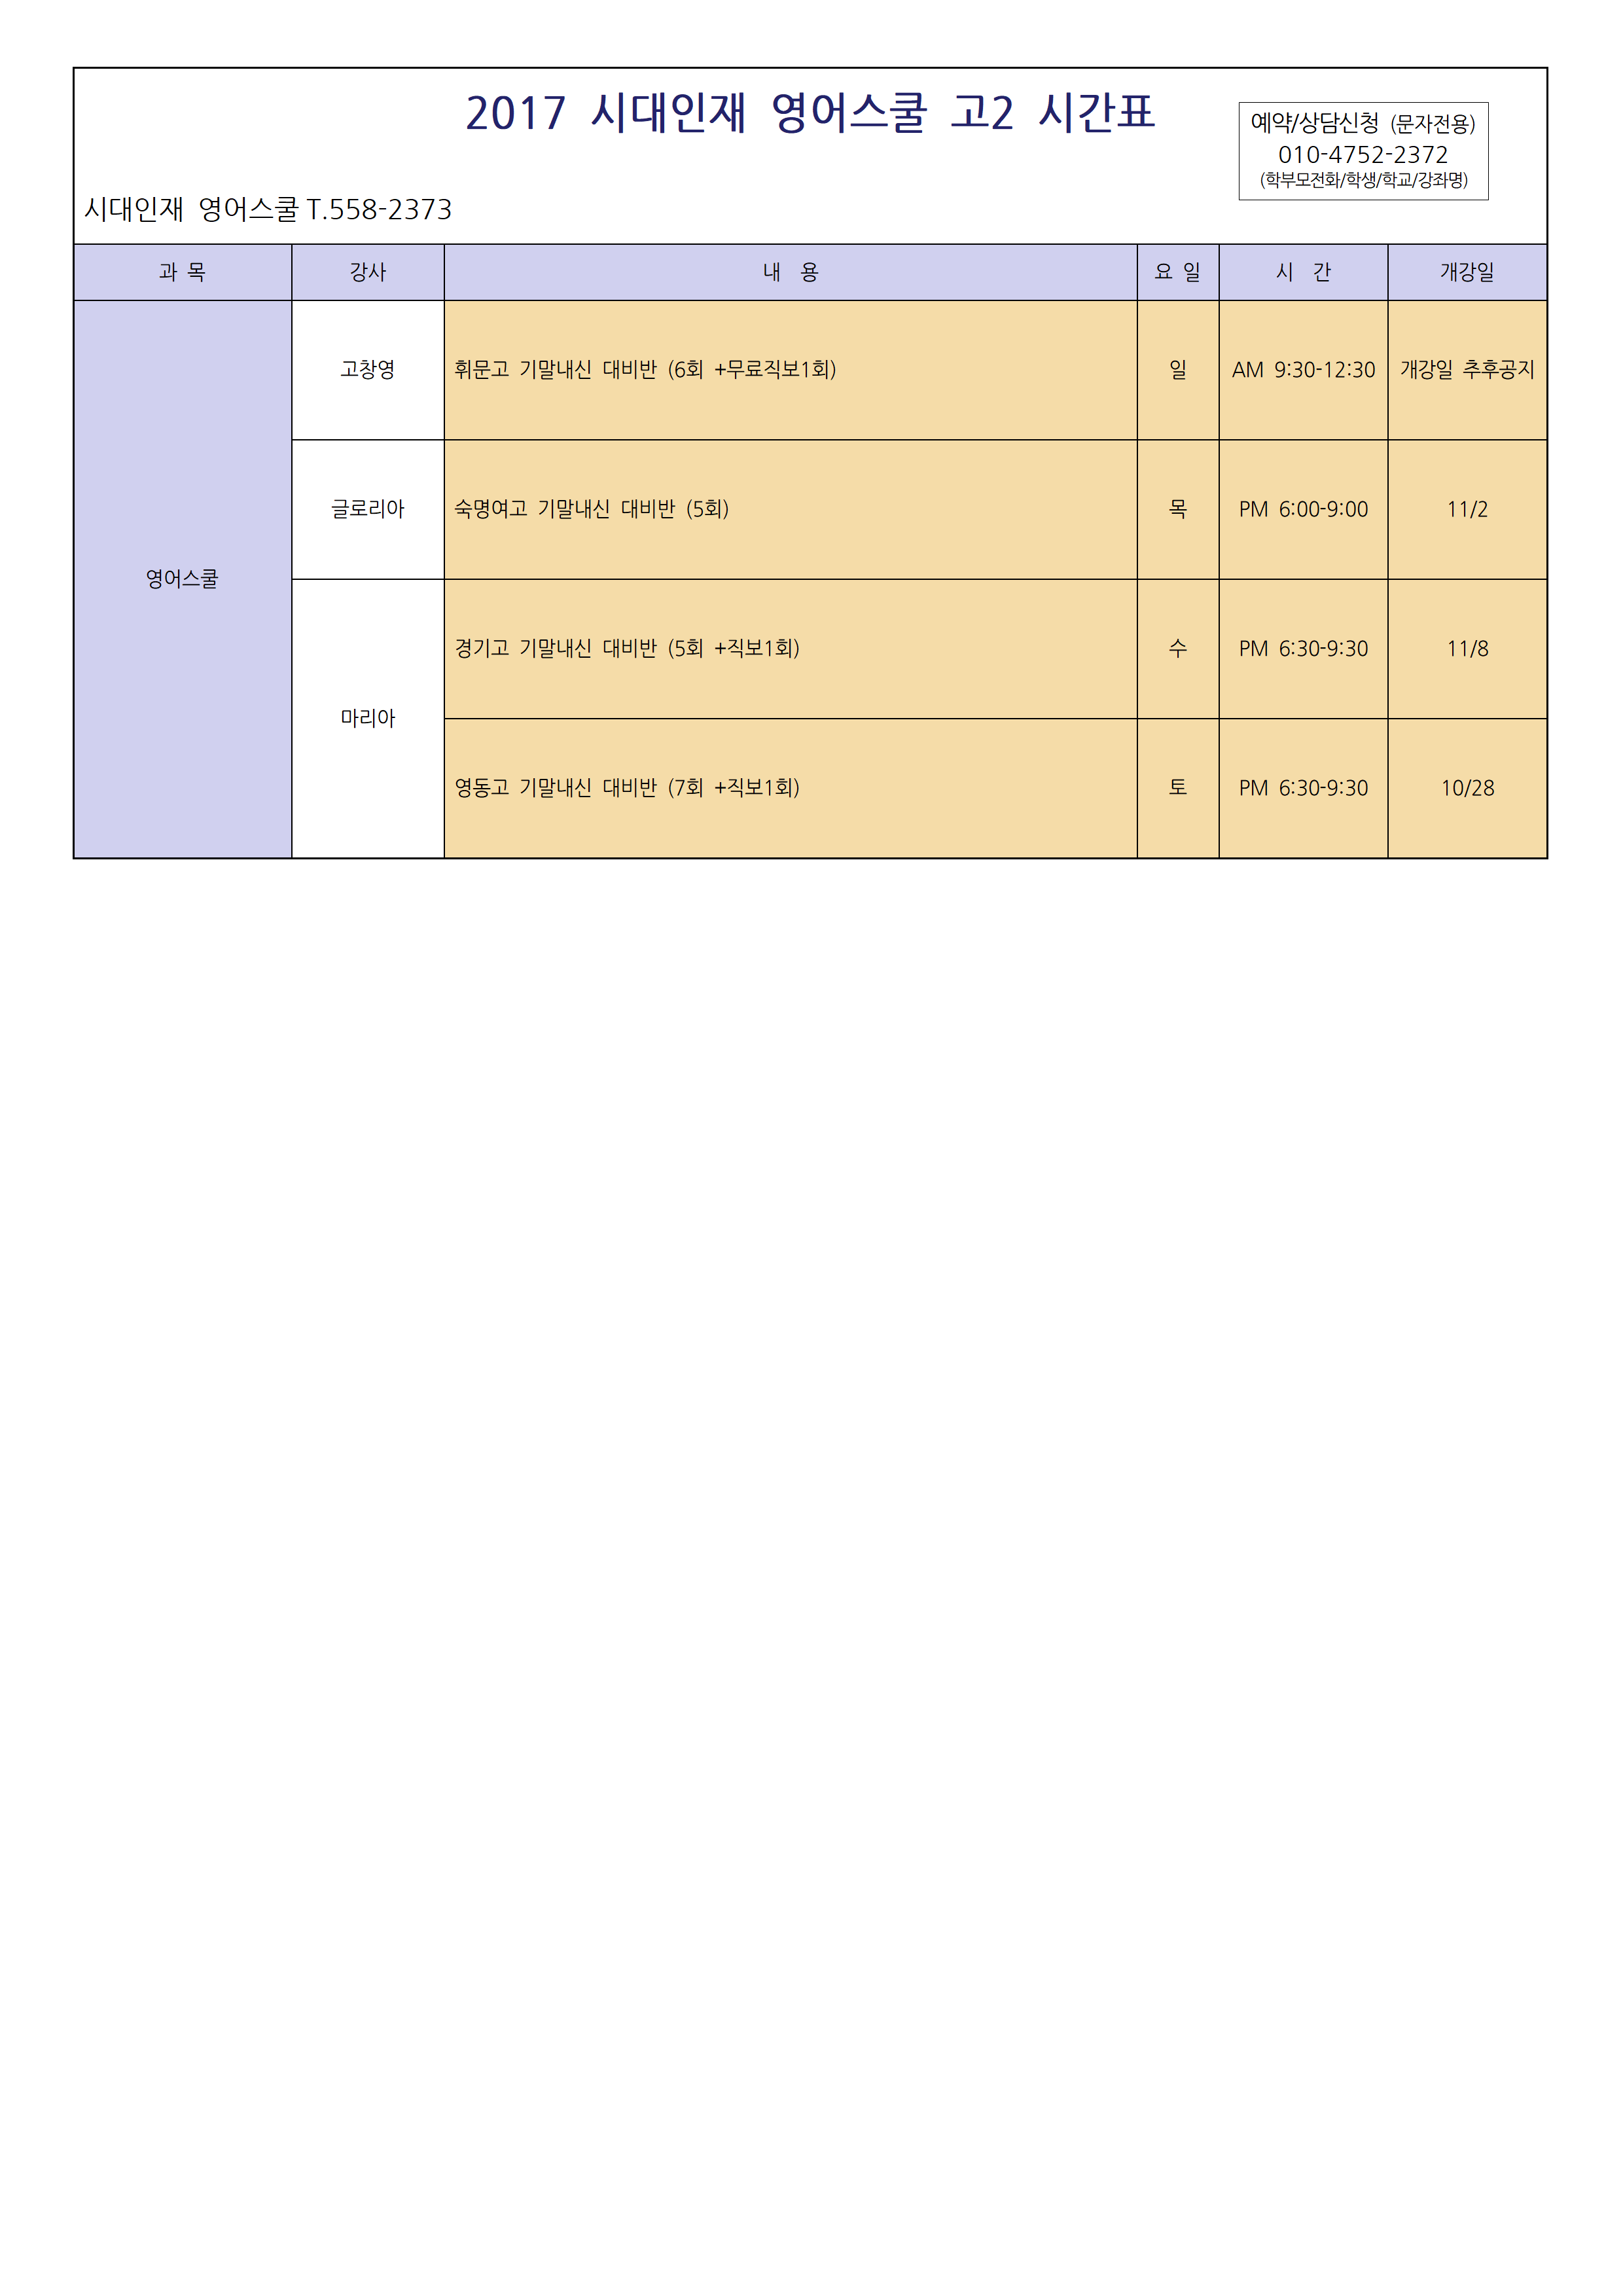 2017 시대인재 영어스쿨 고2 시간표
예약/상담신청 (문자전용)
010-4752-2372
(학부모전화/학생/학교/강좌명)
시대인재 영어스쿨 T.558-2373
과 목 강사 내 용 요 일 시 간 개강일
영어스쿨
고창영 휘문고 기말내신 대비반 (6회 +무료직보1회) 일 AM 9:30-12:30 개강일 추후공지
글로리아 숙명여고 기말내신 대비반 (5회) 목 PM 6:00-9:00 11/2
마리아
경기고 기말내신 대비반 (5회 +직보1회) 수 PM 6:30-9:30 11/8
영동고 기말내신 대비반 (7회 +직보1회) 토 PM 6:30-9:30 10/28